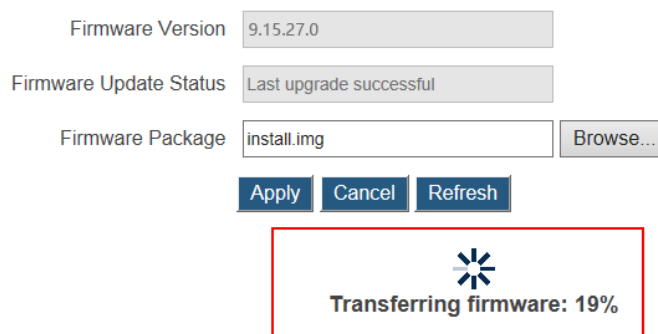 Firmware Version 9.15.27.0
Firmware Update Status Last upgrade successful
Firmware Package install.img Browse...
Apply Cancel Refresh
Transferring firmware: 19%